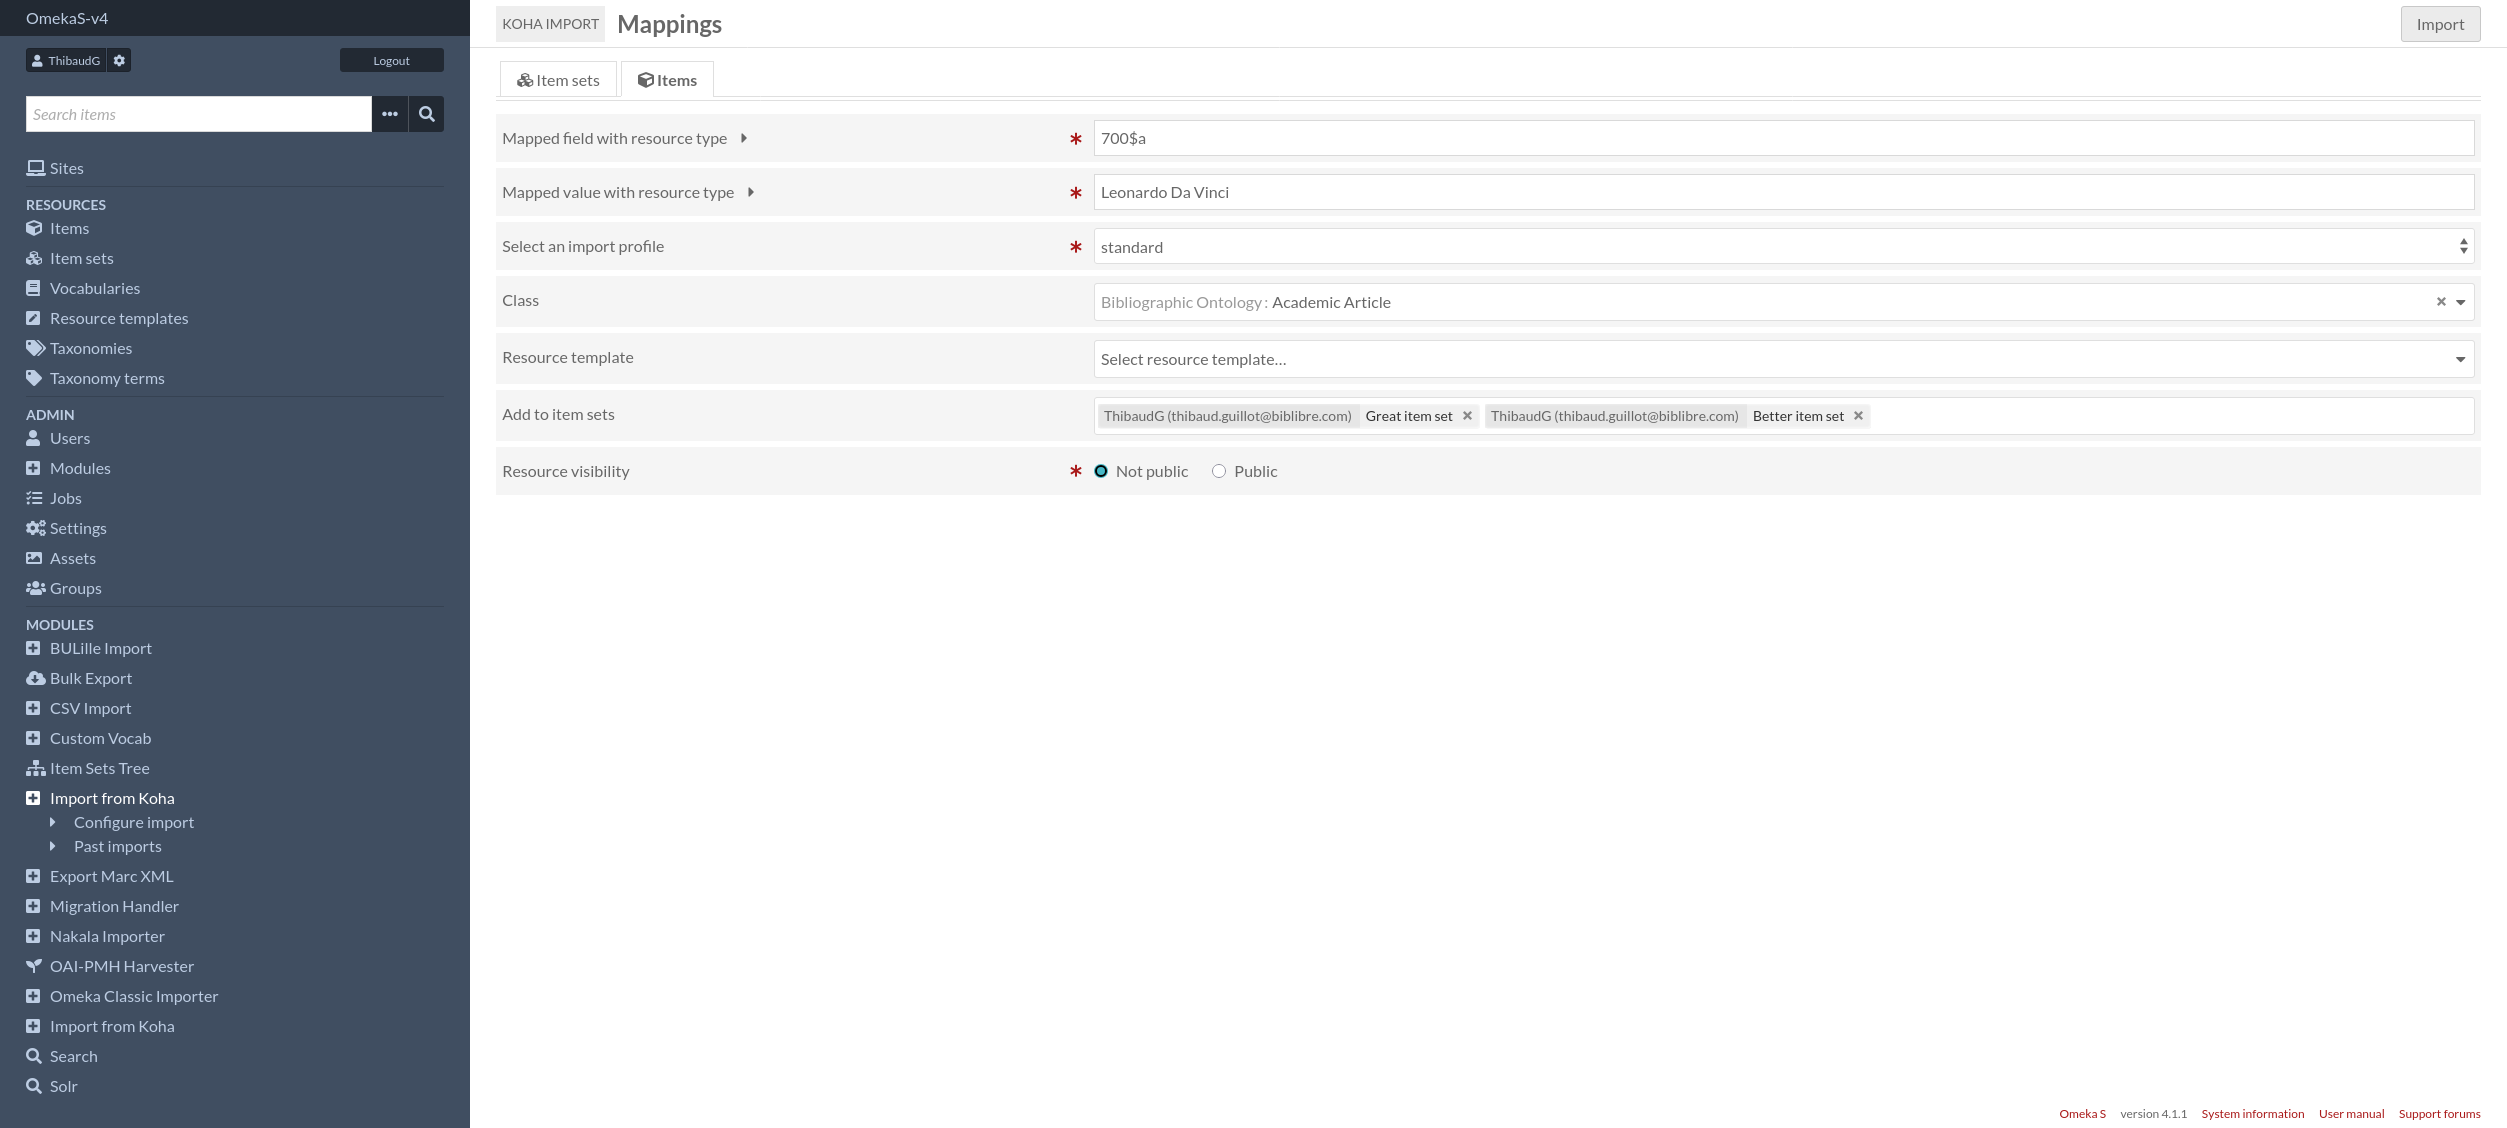 OmekaS-v4
ThibaudG
Logout
Search items
Sites
RESOURCES
Items
Item sets
Vocabularies
Resource templates
Taxonomies
Taxonomy terms
ADMIN
Users
Modules
Jobs
Settings
Assets
Groups
MODULES
BULille Import
Bulk Export
CSV Import
Custom Vocab
Item Sets Tree
Import from Koha
Configure import
Past imports
Export Marc XML
Migration Handler
Nakala Importer
OAI-PMH Harvester
Omeka Classic Importer
Import from Koha
Search
Solr
KOHA IMPORT Mappings Import
Item sets Items
Mapped field with resource type 700$a
Mapped value with resource type Leonardo Da Vinci
Select an import profile standard
Class Bibliographic Ontology : Academic Article
Resource template Select resource template...
Add to item sets ThibaudG (thibaud.guillot@biblibre.com) Great item set ThibaudG (thibaud.guillot@biblibre.com) Better item set
Resource visibility Not public Public
Omeka S version 4.1.1 System information User manual Support forums